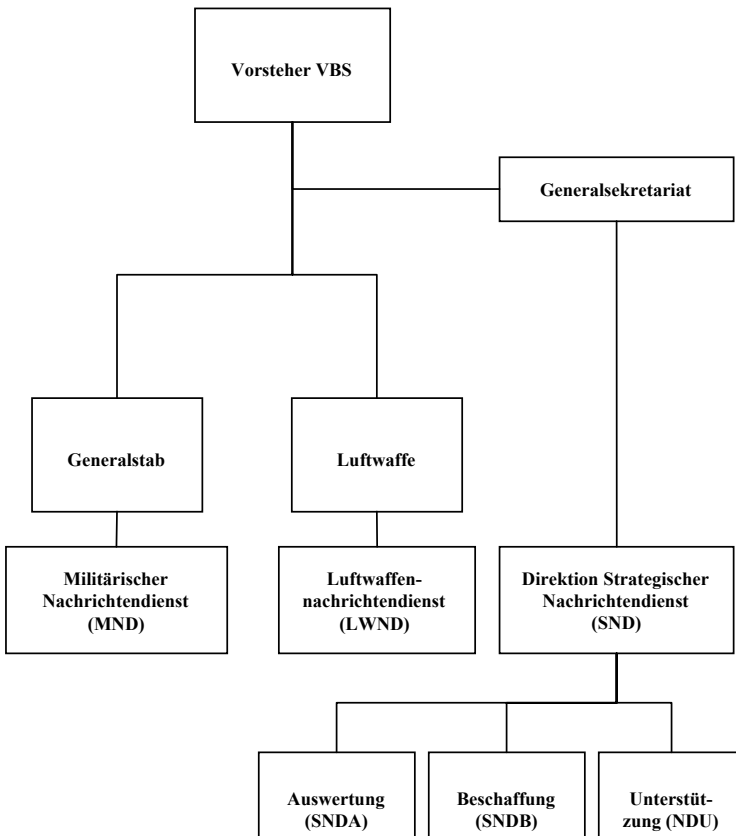 Vorsteher VBS
Generalsekretariat
Generalstab
Luftwaffe
Militärischer
Nachrichtendienst
(MND)
Luftwaffen-
nachrichtendienst
(LWND)
Direktion Strategischer
Nachrichtendienst
(SND)
Auswertung
(SNDA)
Beschaffung
(SNDB)
Unterstüt-
zung (NDU)